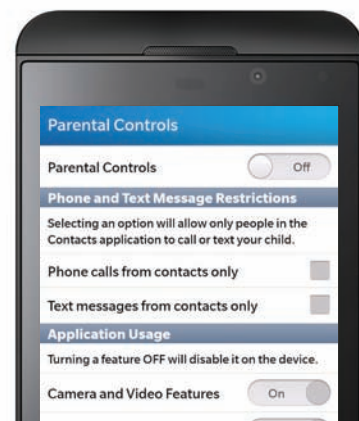 Parental Controls
Parental Controls Off
Phone and Text Message Restrictions
Selecting an option will allow only people in the
Contacts application to call or text your child.
Phone calls from contacts only
Text messages from contacts only
Application Usage
Turning a feature OFF will disable it on the device.
Camera and Video Features On